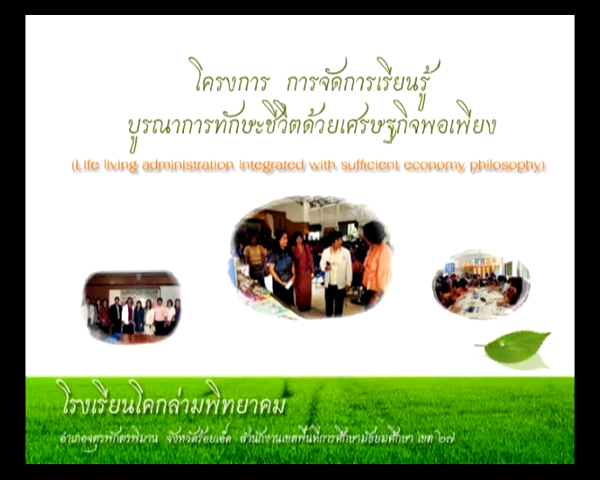 โครงการ การจัดการเรียนรู้
บูรณาการทักษะชีวิตด้วยเศรษฐกิจพอเพียง
(Life living administration integrated with sufficient economy philosophy)
โรงเรียนโคกล่ามพิทยาคม
อำเภอจตุรพักตรพิมาน จังหวัดร้อยเอ็ด สำนักงานเขตพื้นที่การศึกษามัธยมศึกษา เขต ๒๗